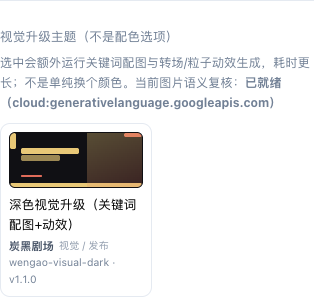 视觉升级主题（不是配色选项）
选中会额外运行关键词配图与转场/粒子动效生成，耗时更
长；不是单纯换个颜色。当前图片语义复核：已就绪
（cloud:generativelanguage.googleapis.com）
深色视觉升级（关键词
配图+动效）
炭黑剧场 视觉 / 发布
wengao-visual-dark ·
v1.1.0